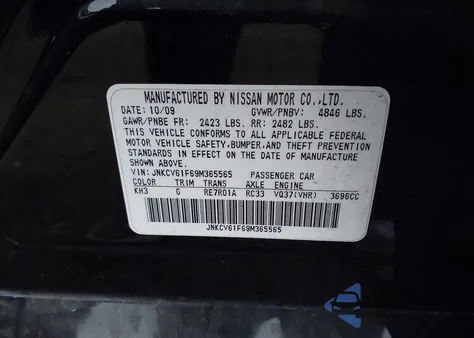 MANUFACTURED BY NISSAN MOTOR CO.,LTD.
DATE: 10/09 GVWR/PNBV: 4846 LBS.
GAWR/PNBE FR: 2423 LBS. RR: 2482 LBS.
THIS VEHICLE CONFORMS TO ALL APPLICABLE FEDERAL
MOTOR VEHICLE SAFETY, BUMPER, AND THEFT PREVENTION
STANDARDS IN EFFECT ON THE DATE OF MANUFACTURE
SHOWN ABOVE.
VIN: JNKCV61F69M365565 PASSENGER CAR
COLOR TRIM TRANS AXLE ENGINE
KH3 G RE7R01A RC33 VQ37(VHR) 3696CC
JNKCV61F69M365565